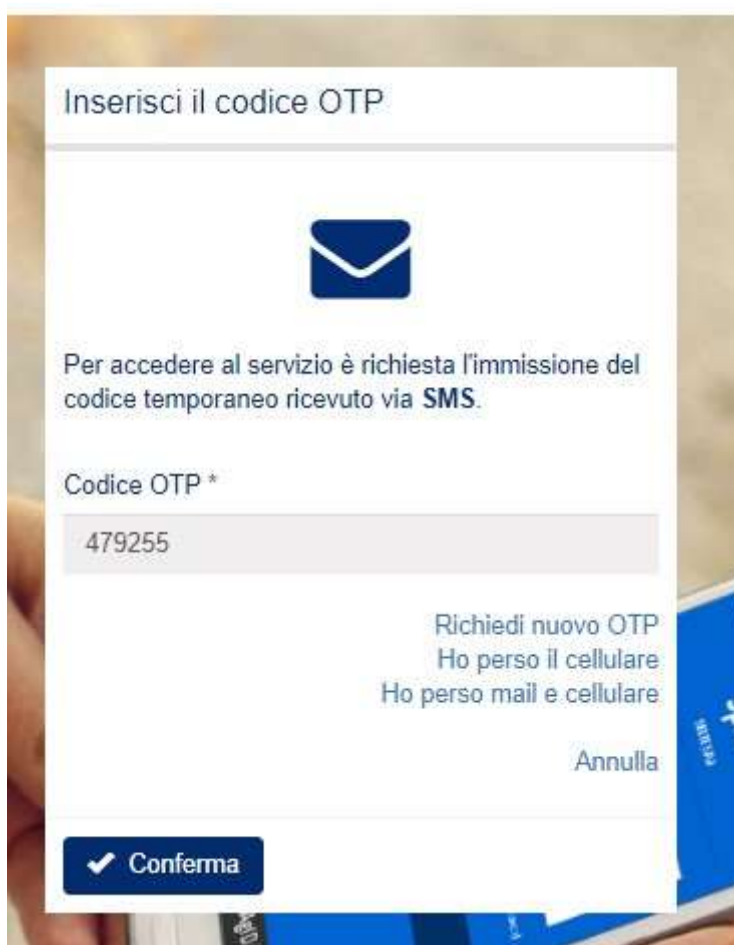 Inserisci il codice OTP
Per accedere al servizio è richiesta l'immissione del
codice temporaneo ricevuto via SMS.
Codice OTP *
479255
Richiedi nuovo OTP
Ho perso il cellulare
Ho perso mail e cellulare
Annulla
Conferma